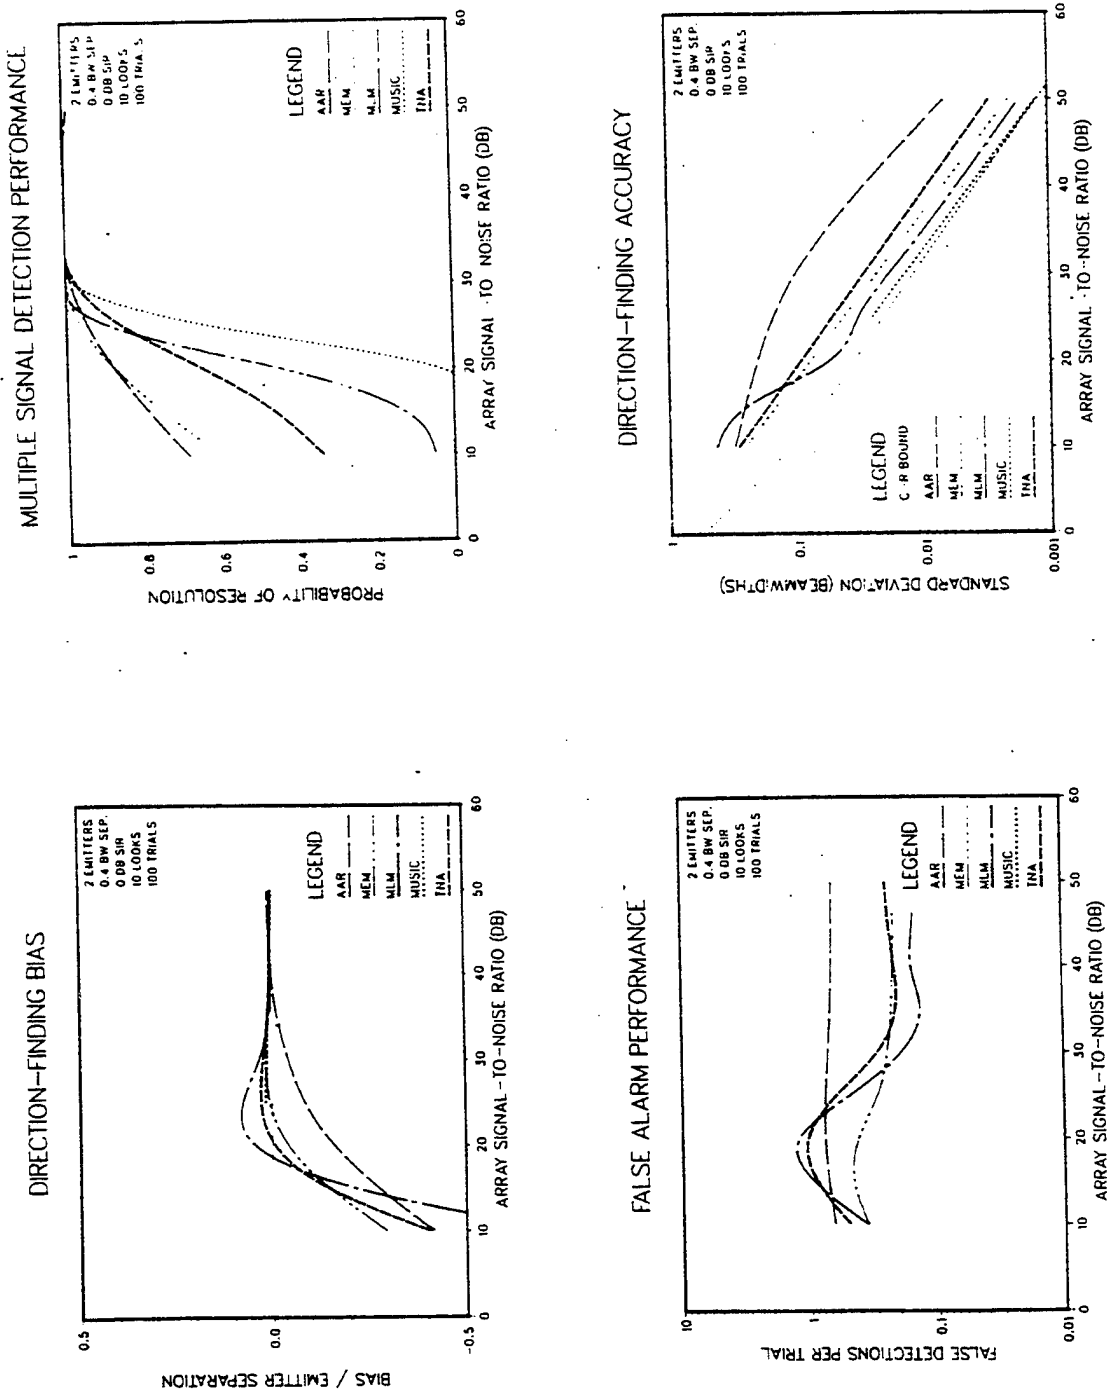 MULTIPLE SIGNAL DETECTION PERFORMANCE
2 EMITTERS
0.4 BW SEP
0 DB SIR
10 LOOKS
100 TRIALS
LEGEND
AAR
MEM
MLM
MUSIC
TNA
PROBABILITY OF RESOLUTION
1
0.8
0.6
0.4
0.2
0
0
10
20
30
40
50
60
ARRAY SIGNAL-TO NOISE RATIO (DB)
DIRECTION-FINDING ACCURACY
2 EMITTERS
0.4 BW SEP.
0 DB SIR
10 LOOKS
100 TRIALS
LEGEND
C-R BOUND
AAR
MEM
MLM
MUSIC
TNA
STANDARD DEVIATION (BEAMWIDTHS)
1
0.1
0.01
0.001
0
10
20
30
40
50
60
ARRAY SIGNAL-TO-NOISE RATIO (DB)
DIRECTION-FINDING BIAS
2 EMITTERS
0.4 BW SEP.
0 DB SIR
10 LOOKS
100 TRIALS
LEGEND
AAR
MEM
MLM
MUSIC
TNA
BIAS / EMITTER SEPARATION
0.5
0.0
-0.5
0
10
20
30
40
50
60
ARRAY SIGNAL-TO-NOISE RATIO (DB)
FALSE ALARM PERFORMANCE
2 EMITTERS
0.4 BW SEP.
0 DB SIR
10 LOOKS
100 TRIALS
LEGEND
AAR
MEM
MLM
MUSIC
TNA
FALSE DETECTIONS PER TRIAL
10
1
0.1
0.01
0
10
20
30
40
50
60
ARRAY SIGNAL-TO-NOISE RATIO (DB)